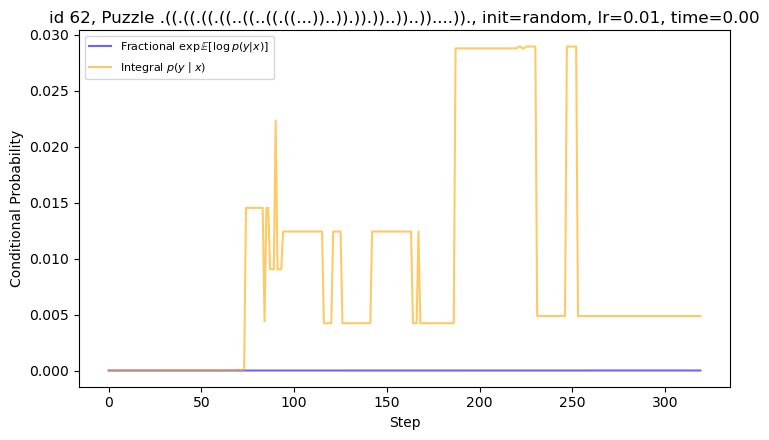 id 62, Puzzle .((.((.((.((..((..((.((...))..)).)).))..))..))....))., init=random, lr=0.01, time=0.00
Fractional exp𝔼[log p(y|x)]
Integral p(y | x)
Conditional Probability
0.030
0.025
0.020
0.015
0.010
0.005
0.000
0 50 100 150 200 250 300
Step